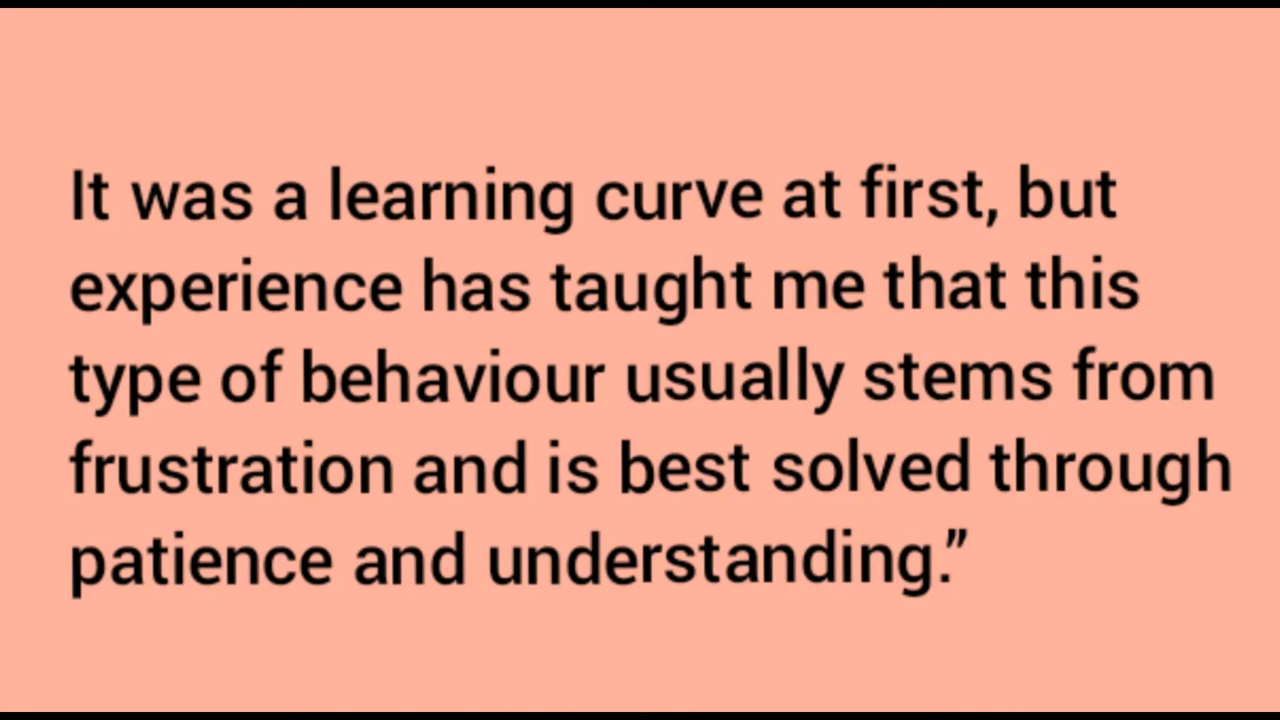 It was a learning curve at first, but
experience has taught me that this
type of behaviour usually stems from
frustration and is best solved through
patience and understanding.”